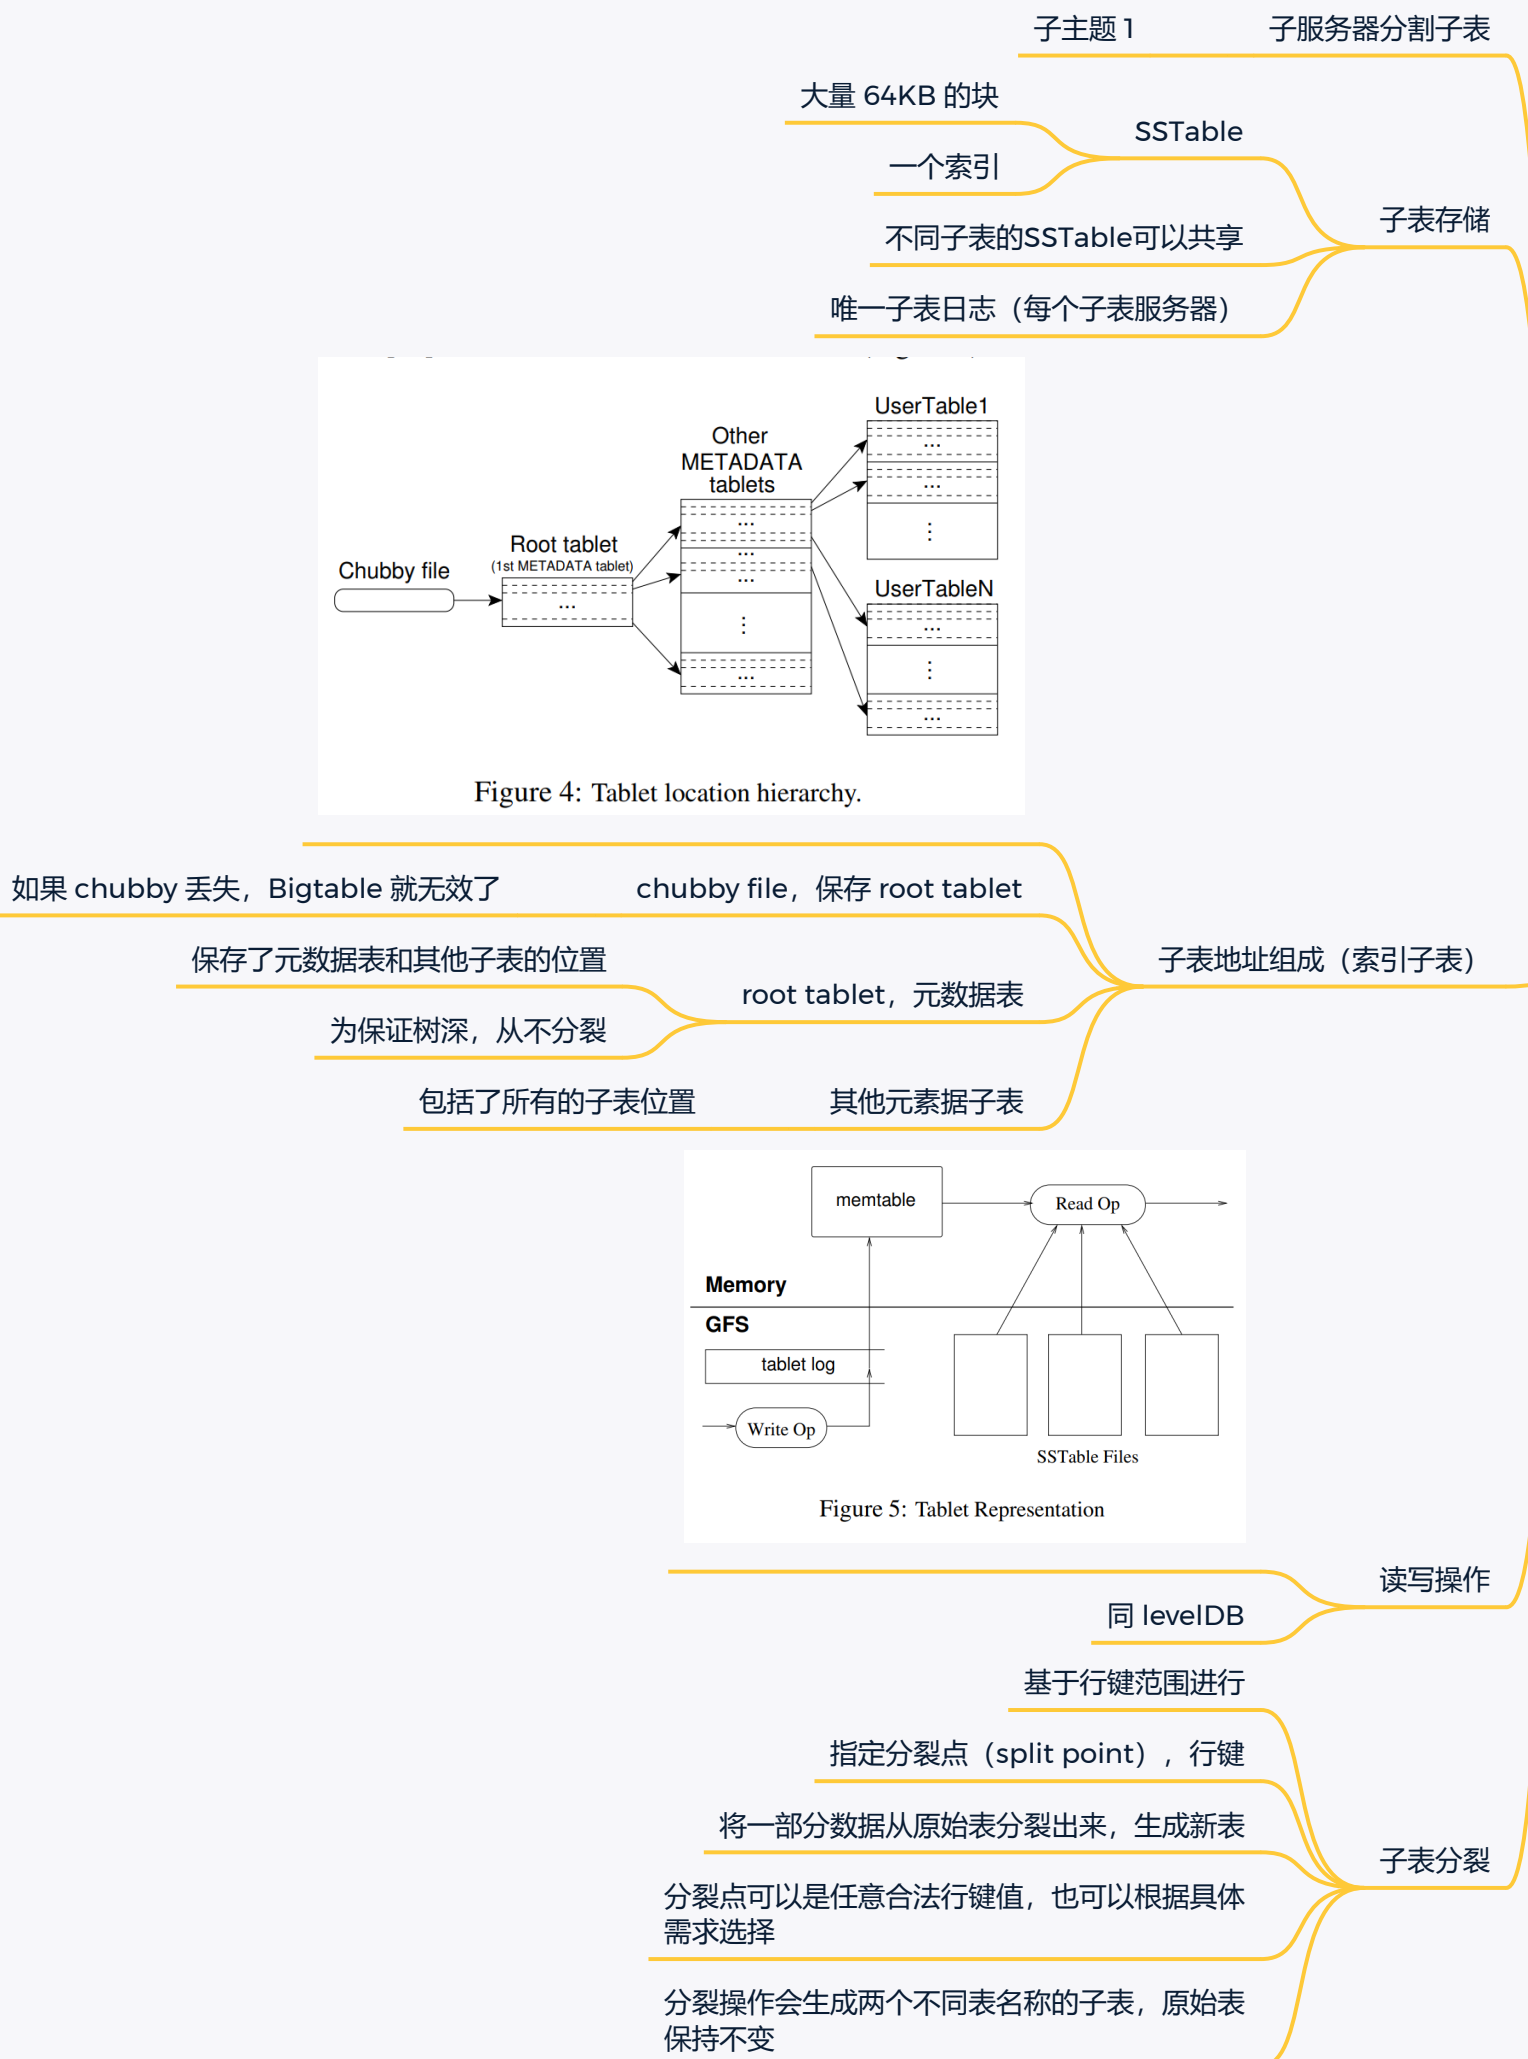 子主题 1
子服务器分割子表
大量 64KB 的块
SSTable
一个索引
子表存储
不同子表的SSTable可以共享
唯一子表日志（每个子表服务器）
UserTable1
Other
METADATA
tablets
...
...
...
...
...
Root tablet
(1st METADATA tablet)
Chubby file
...
UserTableN
...
...
...
Figure 4: Tablet location hierarchy.
如果 chubby 丢失，Bigtable 就无效了
chubby file，保存 root tablet
保存了元数据表和其他子表的位置
子表地址组成（索引子表）
root tablet，元数据表
为保证树深，从不分裂
包括了所有的子表位置
其他元素据子表
memtable
Read Op
Memory
GFS
tablet log
Write Op
SSTable Files
Figure 5: Tablet Representation
读写操作
同 levelDB
基于行键范围进行
指定分裂点（split point），行键
将一部分数据从原始表分裂出来，生成新表
子表分裂
分裂点可以是任意合法行键值，也可以根据具体
需求选择
分裂操作会生成两个不同表名称的子表，原始表
保持不变